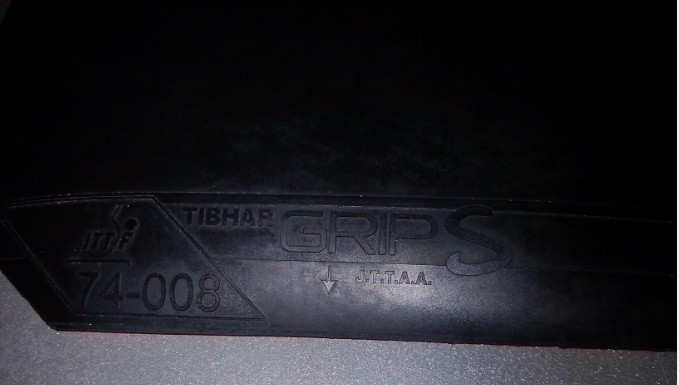 ITTF
74-008
TIBHAR GRIP S
J.T.T.A.A.